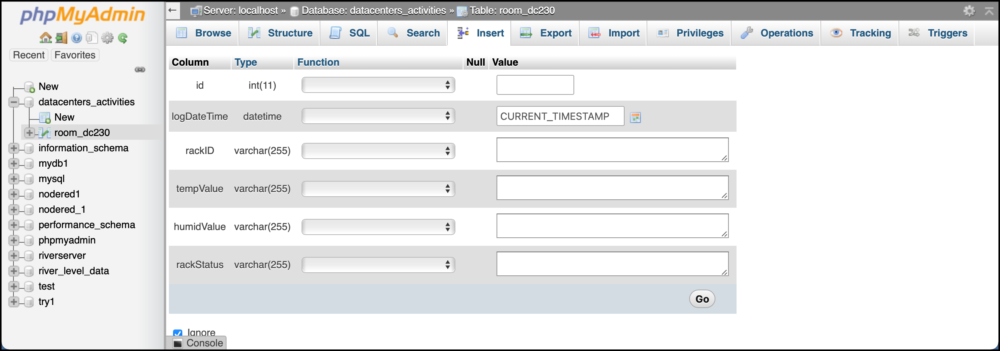 phpMyAdmin
Recent Favorites
New
datacenters_activities
New
room_dc230
information_schema
mydb1
mysql
nodered1
nodered_1
performance_schema
phpmyadmin
riverserver
river_level_data
test
try1
Server: localhost » Database: datacenters_activities » Table: room_dc230
Browse Structure SQL Search Insert Export Import Privileges Operations Tracking Triggers
Column Type Function Null Value
id int(11)
logDateTime datetime CURRENT_TIMESTAMP
rackID varchar(255)
tempValue varchar(255)
humidValue varchar(255)
rackStatus varchar(255)
Go
Ignore
Console